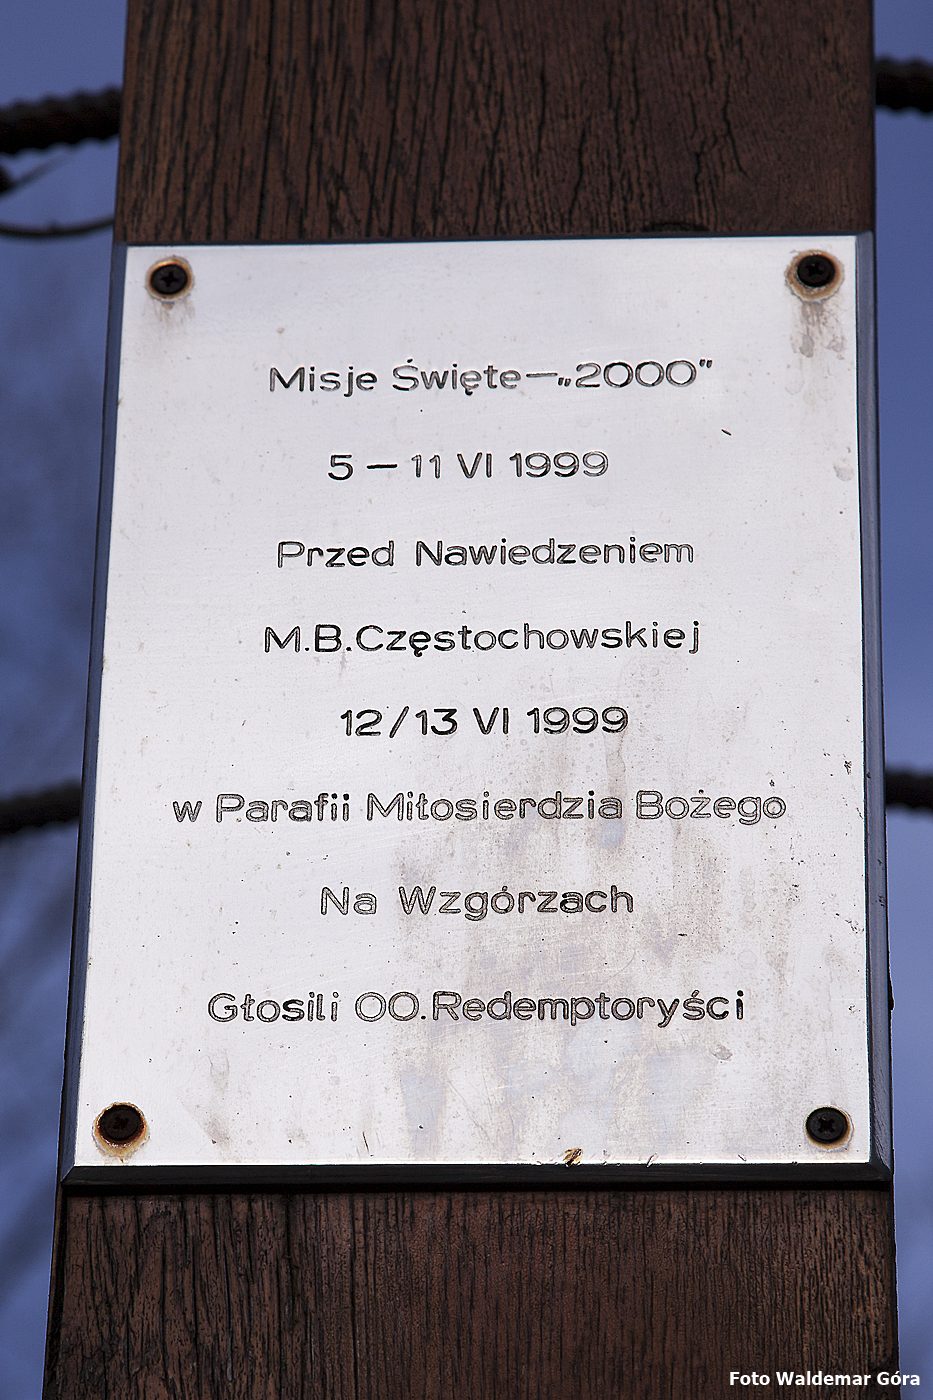 Misje Święte – „2000”
5 – 11 VI 1999
Przed Nawiedzeniem
M.B. Częstochowskiej
12/13 VI 1999
w Parafii Miłosierdzia Bożego
Na Wzgórzach
Głosili OO. Redemptoryści
Foto Waldemar Góra